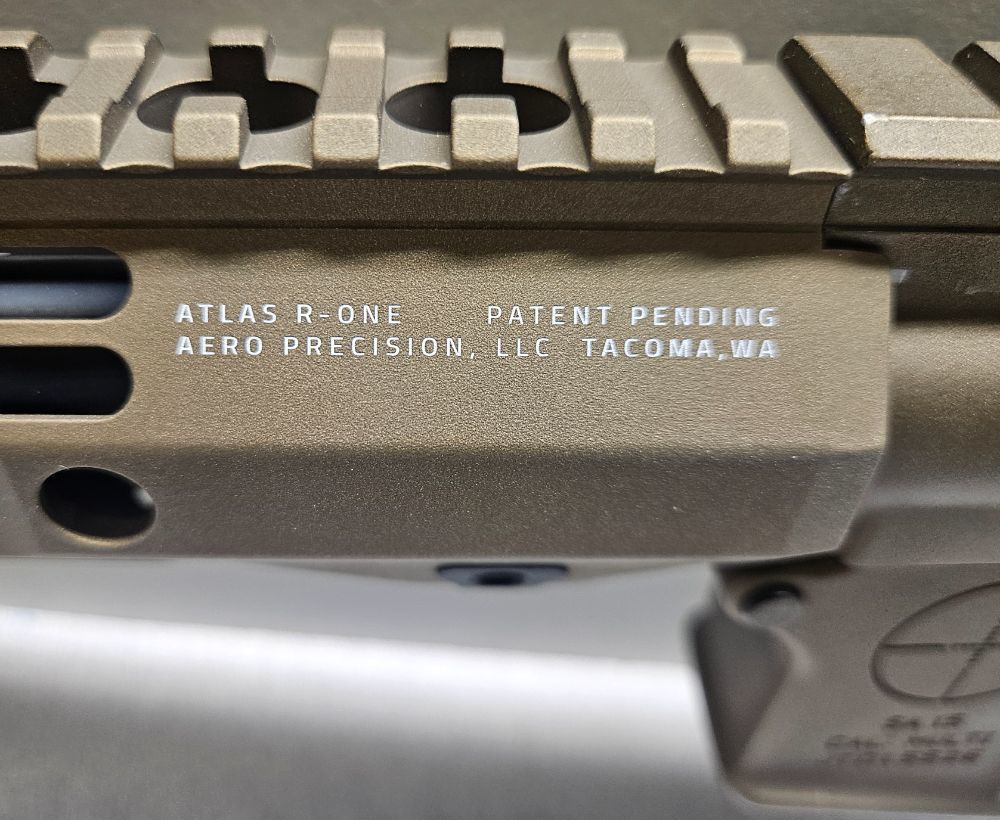 ATLAS R-ONE PATENT PENDING
AERO PRECISION, LLC TACOMA,WA